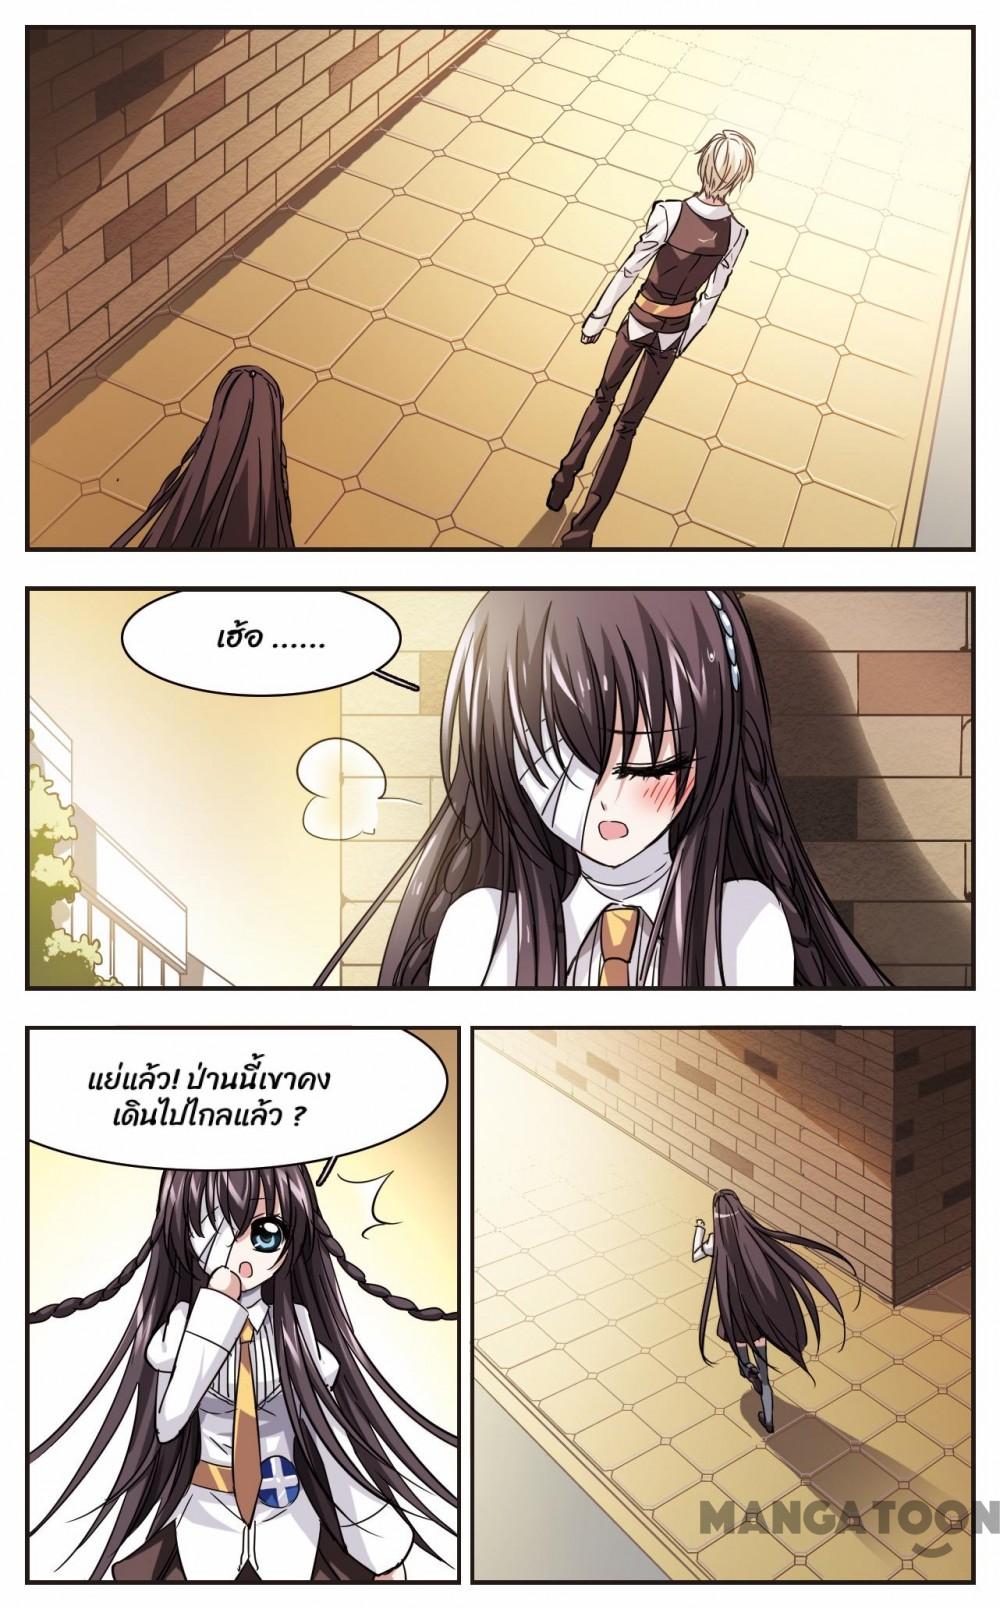 เฮ้อ ......
แย่แล้ว! ป่านนี้เขาคง
เดินไปไกลแล้ว ?
MANGATOON